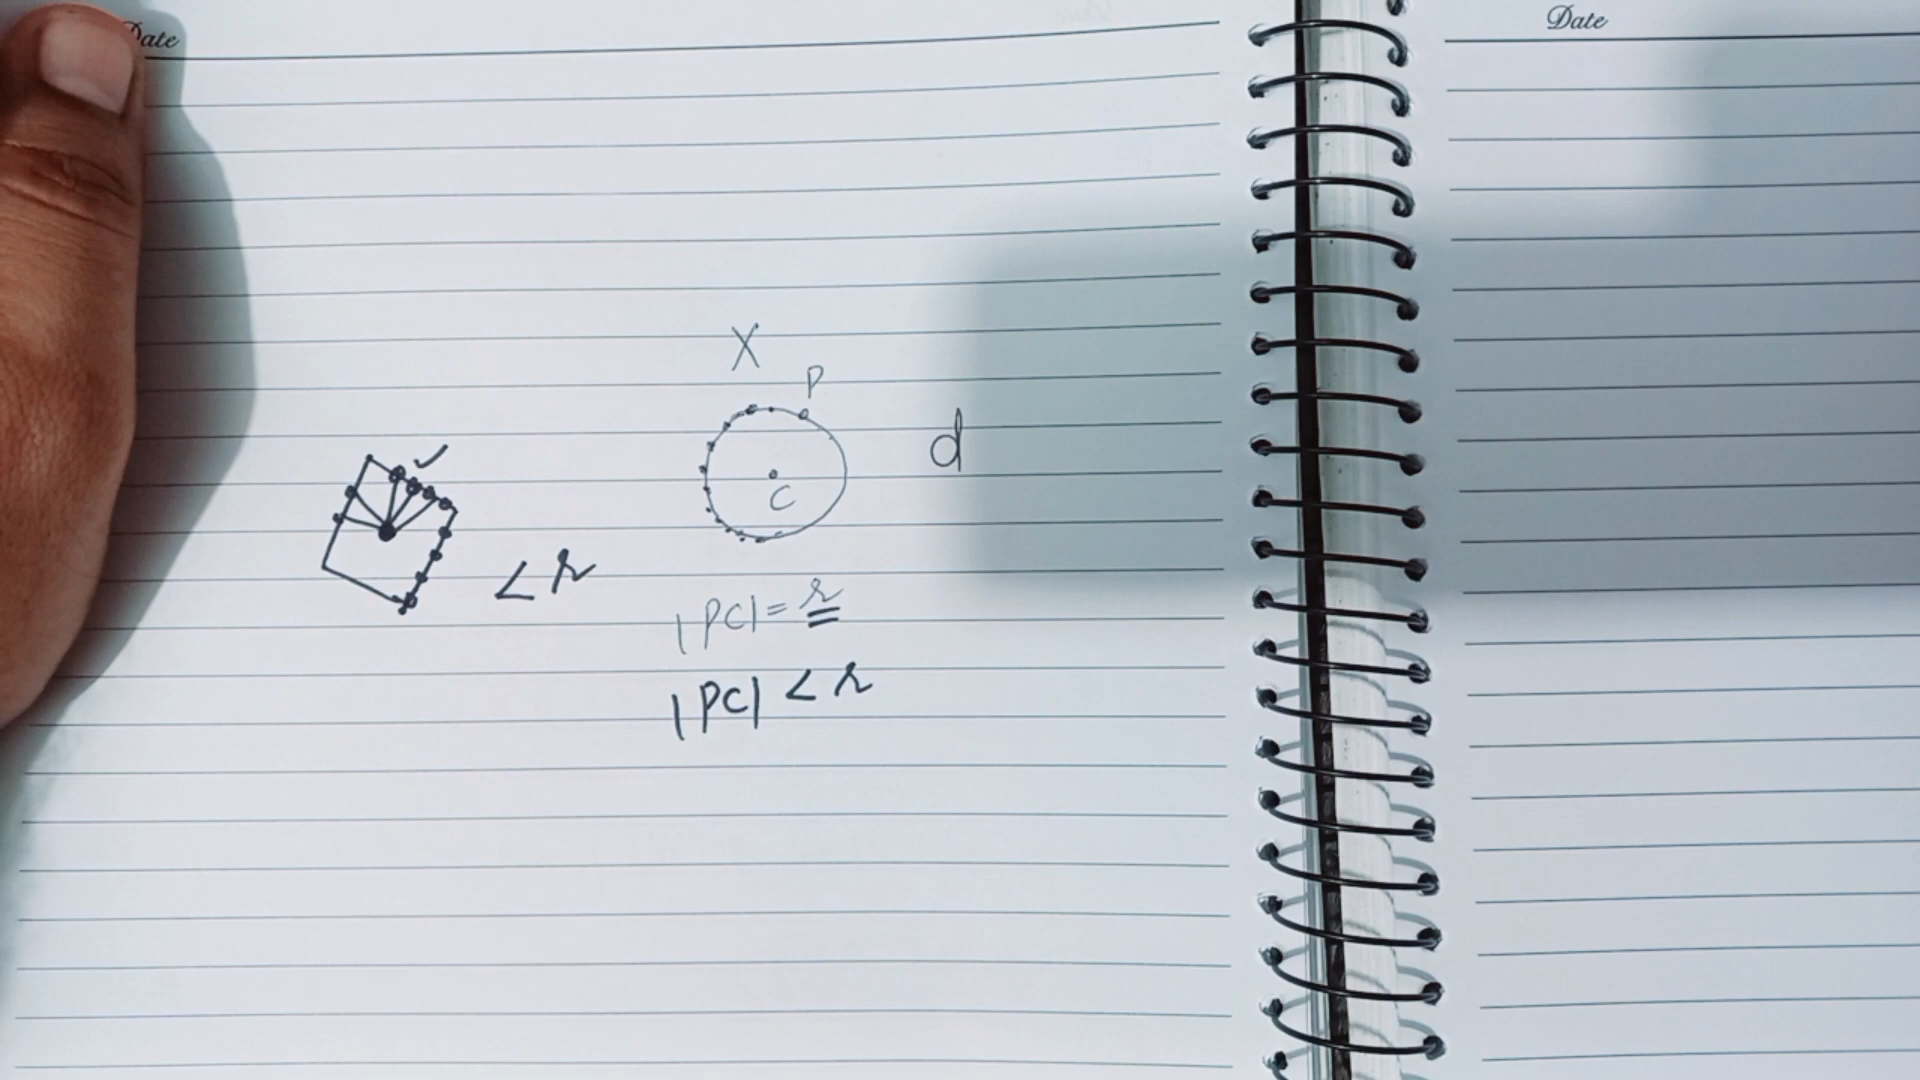 Date
Date
X
P
d
C
< r
|PC| = r
|PC| < r